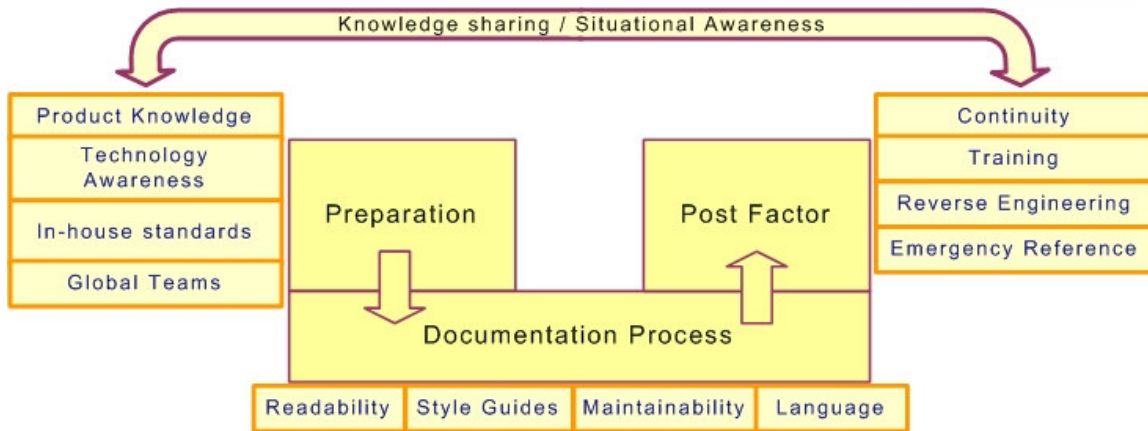 Knowledge sharing / Situational Awareness
Product Knowledge
Technology
Awareness
In-house standards
Global Teams
Preparation
Post Factor
Continuity
Training
Reverse Engineering
Emergency Reference
Documentation Process
Readability
Style Guides
Maintainability
Language